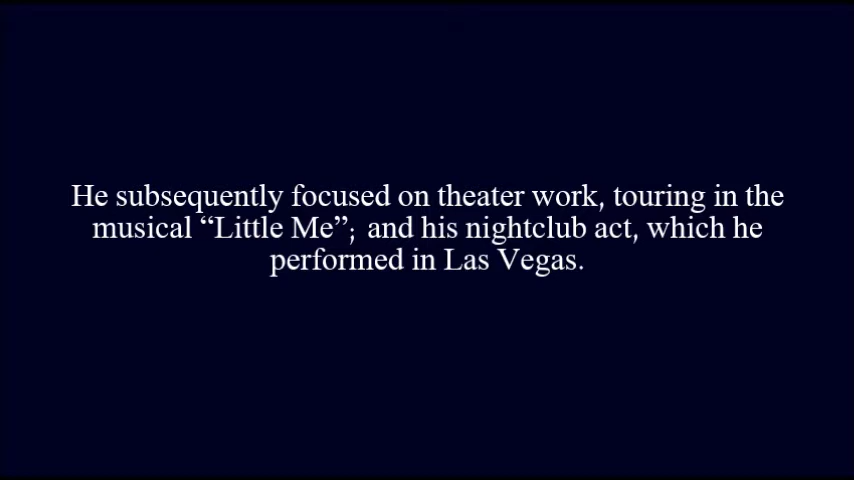 He subsequently focused on theater work, touring in the
musical “Little Me”; and his nightclub act, which he
performed in Las Vegas.